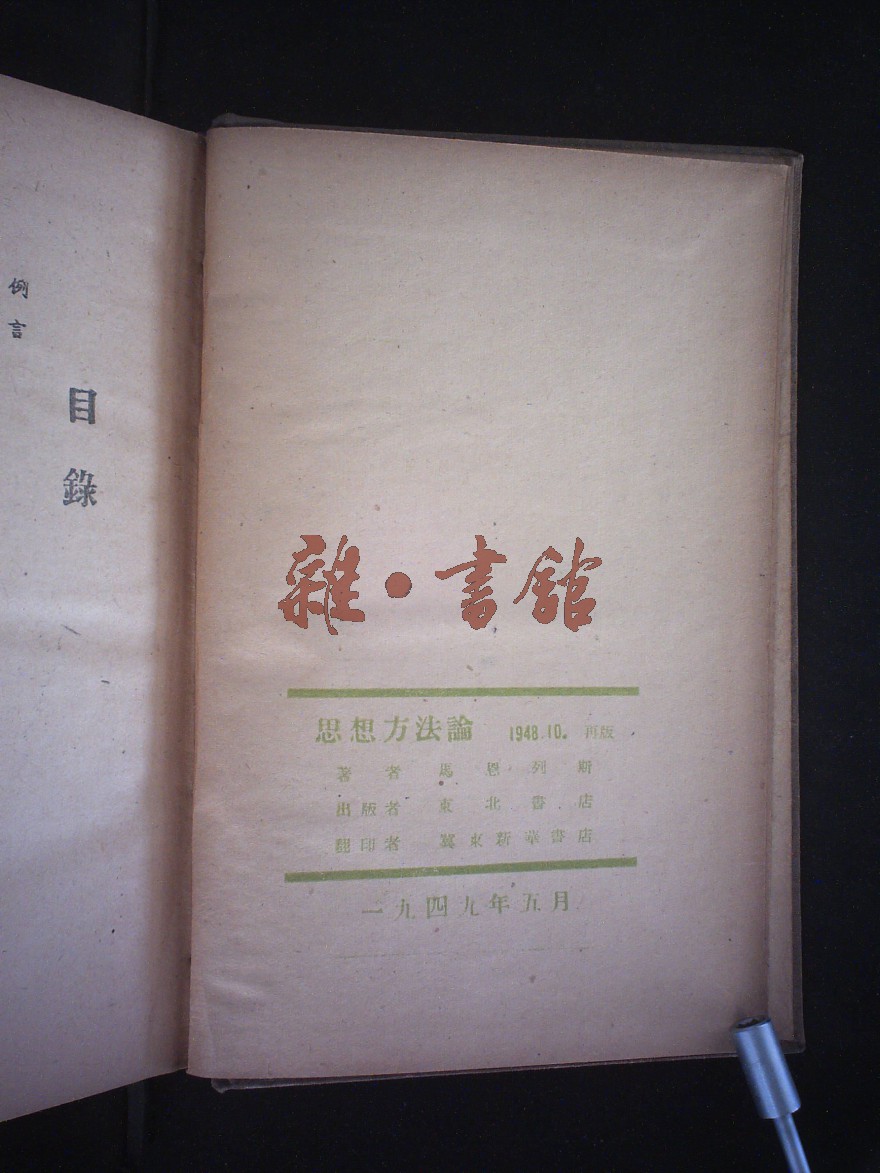 雜·書舘
思想方法論 1948.10. 再版
著者 馬恩列斯
出版者 東北書店
翻印者 冀東新華書店
一九四九年五月
目錄
例言